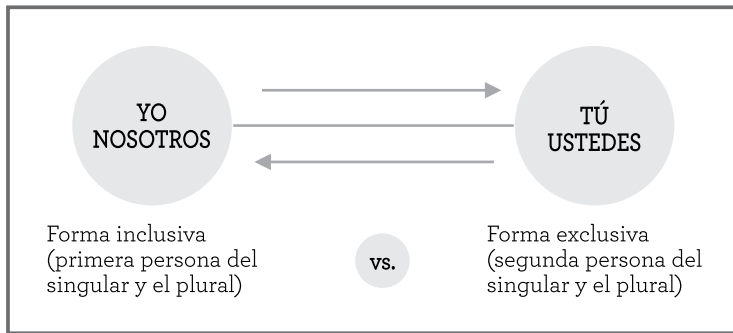 YO
NOSOTROS
TÚ
USTEDES
Forma inclusiva
(primera persona del
singular y el plural)
vs.
Forma exclusiva
(segunda persona del
singular y el plural)